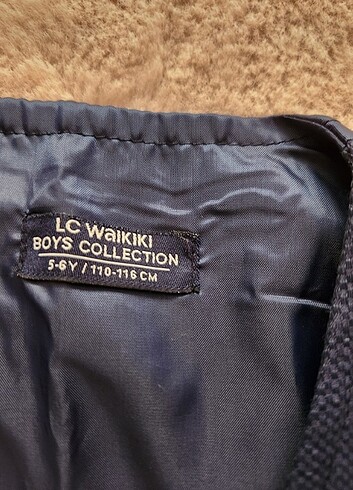 LC WaiKiKi
BOYS COLLECTION
5-6Y / 110-116 CM